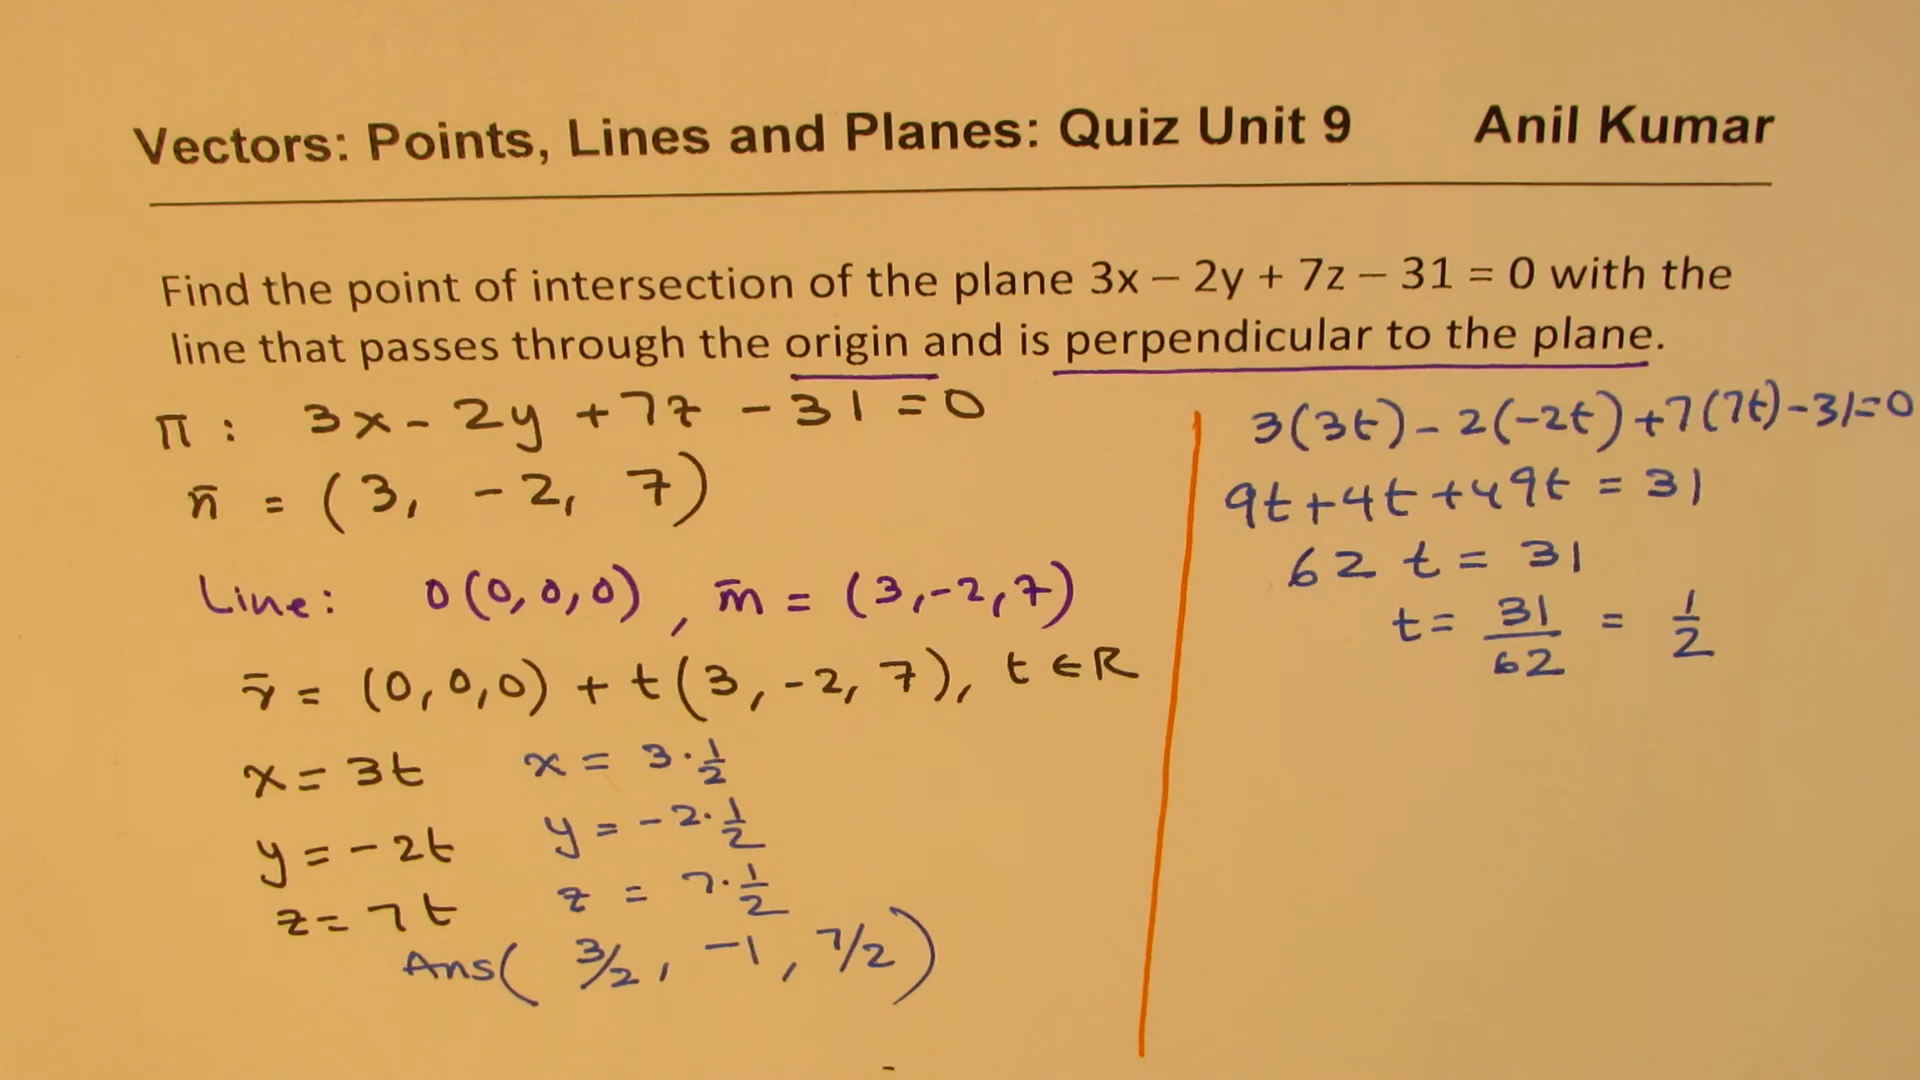 Vectors: Points, Lines and Planes: Quiz Unit 9 Anil Kumar
Find the point of intersection of the plane 3x – 2y + 7z – 31 = 0 with the
line that passes through the origin and is perpendicular to the plane.
π : 3x - 2y + 7z - 31 = 0
n̄ = (3, -2, 7)
Line: O(0,0,0), m̄ = (3,-2,7)
r̄ = (0,0,0) + t(3,-2,7), t ∈ R
x = 3t x = 3·1/2
y = -2t y = -2·1/2
z = 7t z = 7·1/2
Ans( 3/2, -1, 7/2)
3(3t) - 2(-2t) + 7(7t) - 31 = 0
9t + 4t + 49t = 31
62 t = 31
t = 31/62 = 1/2